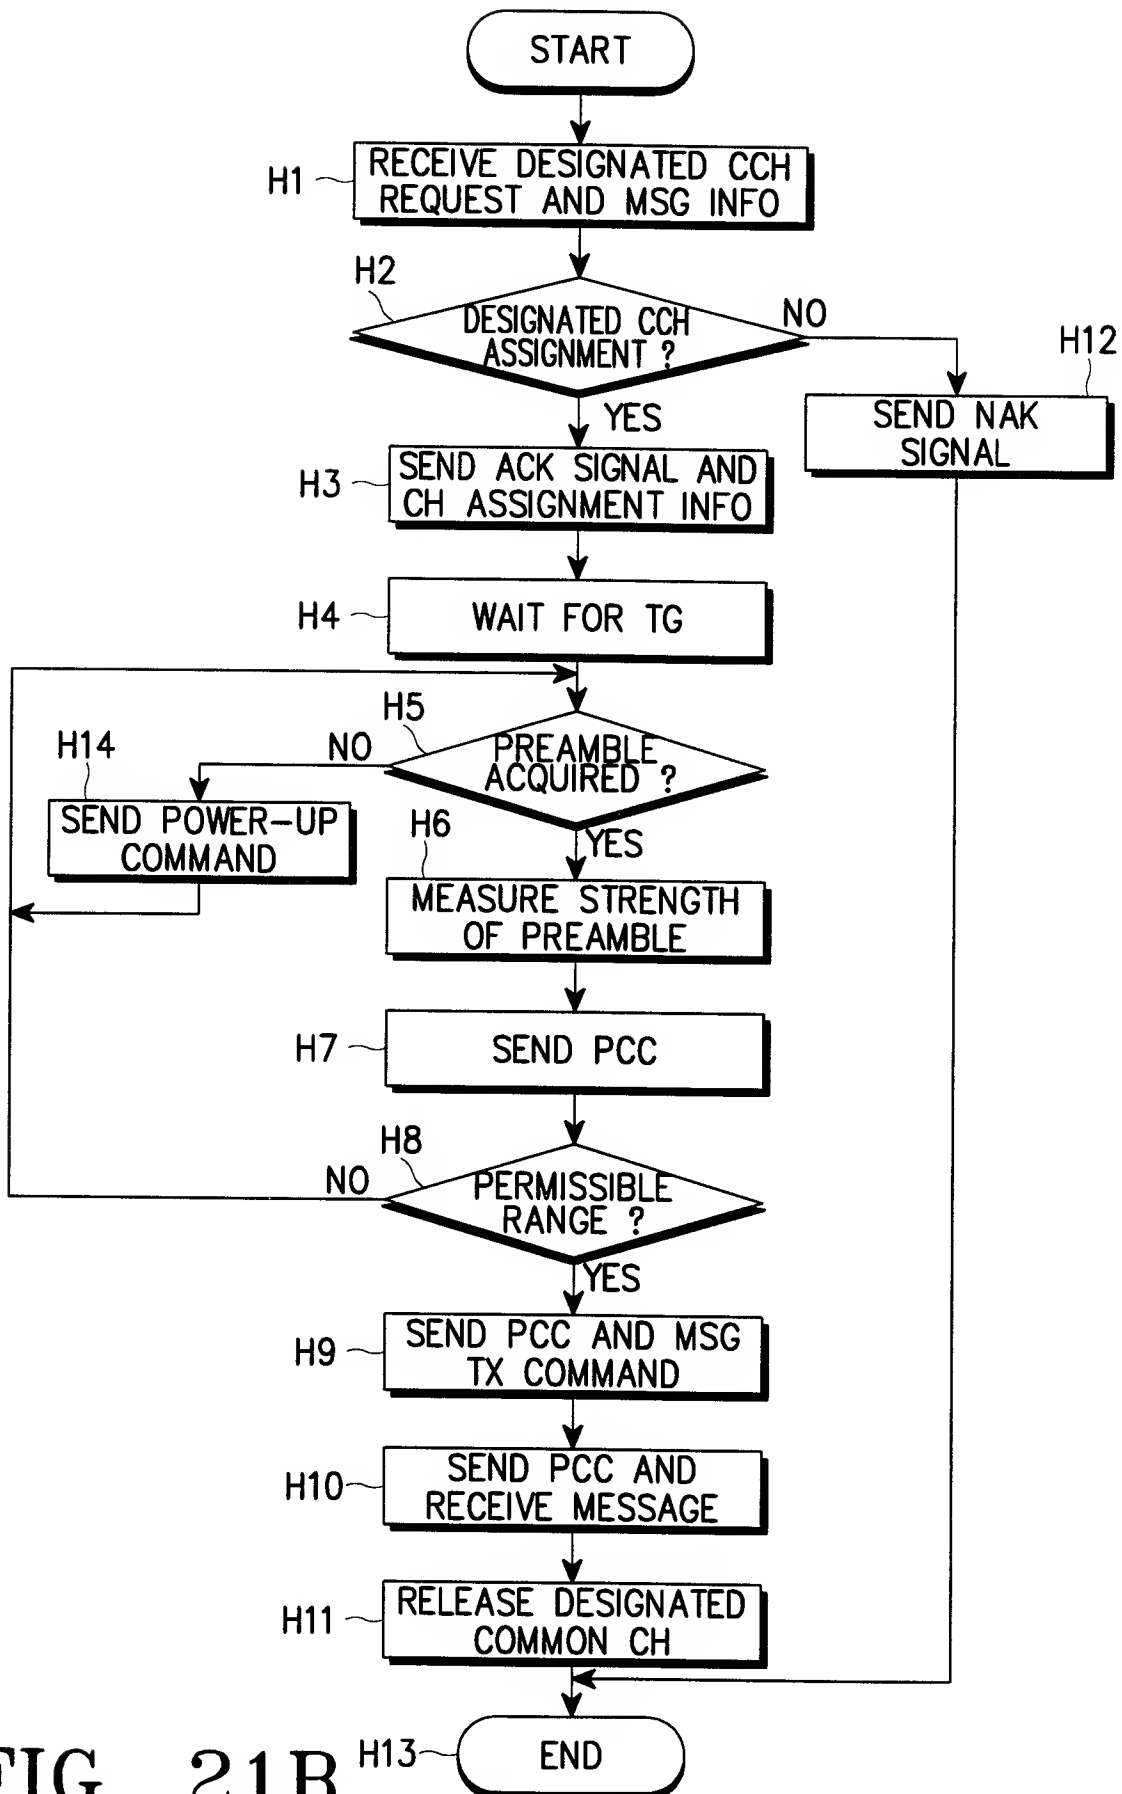 START
H1
RECEIVE DESIGNATED CCH
REQUEST AND MSG INFO
H2
DESIGNATED CCH
ASSIGNMENT ?
NO
H12
SEND NAK
SIGNAL
YES
H3
SEND ACK SIGNAL AND
CH ASSIGNMENT INFO
H4
WAIT FOR TG
H5
PREAMBLE
ACQUIRED ?
NO
H14
SEND POWER-UP
COMMAND
YES
H6
MEASURE STRENGTH
OF PREAMBLE
H7
SEND PCC
H8
PERMISSIBLE
RANGE ?
NO
YES
H9
SEND PCC AND MSG
TX COMMAND
H10
SEND PCC AND
RECEIVE MESSAGE
H11
RELEASE DESIGNATED
COMMON CH
H13
END
FIG. 21B